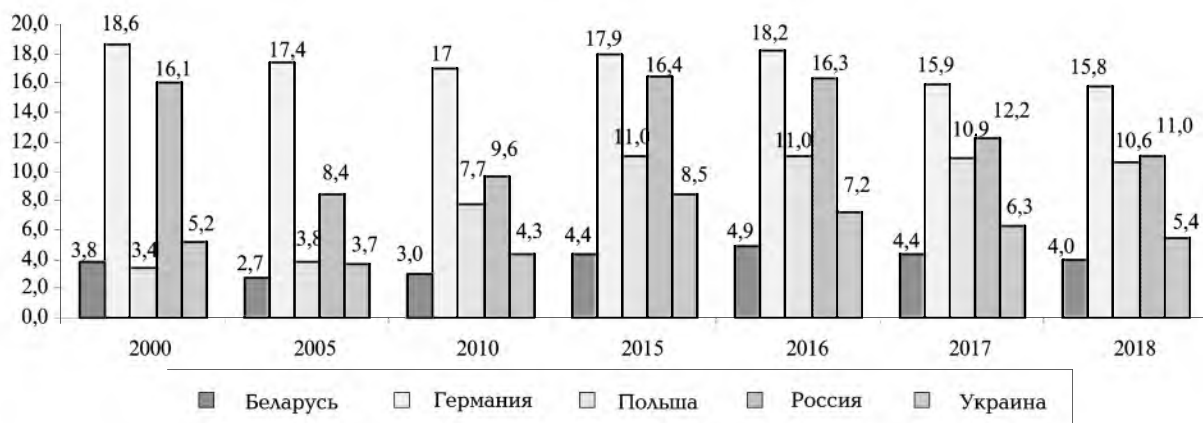 20,0
18,0
16,0
14,0
12,0
10,0
8,0
6,0
4,0
2,0
0,0
3,8 18,6 3,4 16,1 5,2
2,7 17,4 3,8 8,4 3,7
3,0 17 7,7 9,6 4,3
4,4 17,9 11,0 16,4 8,5
4,9 18,2 11,0 16,3 7,2
4,4 15,9 10,9 12,2 6,3
4,0 15,8 10,6 11,0 5,4
2000 2005 2010 2015 2016 2017 2018
Беларусь Германия Польша Россия Украина